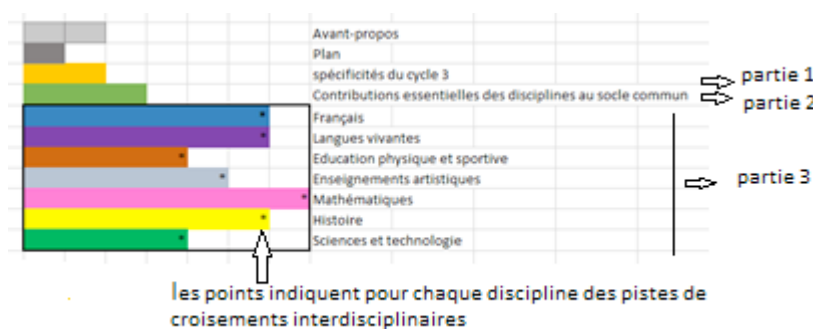 Avant-propos
Plan
spécificités du cycle 3
partie 1
Contributions essentielles des disciplines au socle commun
partie 2
Français
Langues vivantes
Education physique et sportive
Enseignements artistiques
partie 3
Mathématiques
Histoire
Sciences et technologie
les points indiquent pour chaque discipline des pistes de
croisements interdisciplinaires